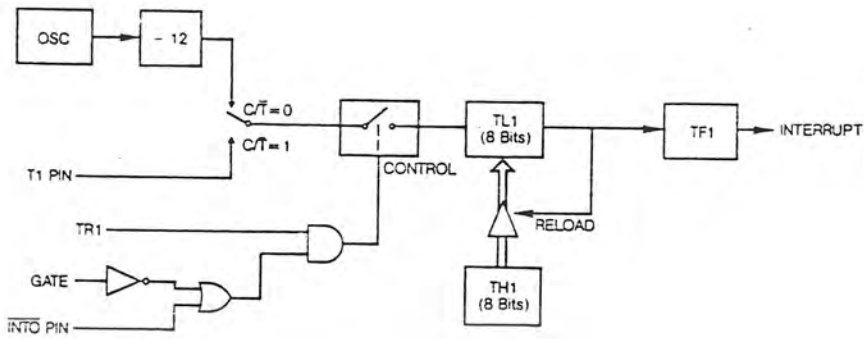 OSC
- 12
C/T̅=0
C/T̅=1
T1 PIN
CONTROL
TL1
(8 Bits)
TF1
INTERRUPT
RELOAD
TR1
GATE
I̅N̅T̅O̅ PIN
TH1
(8 Bits)